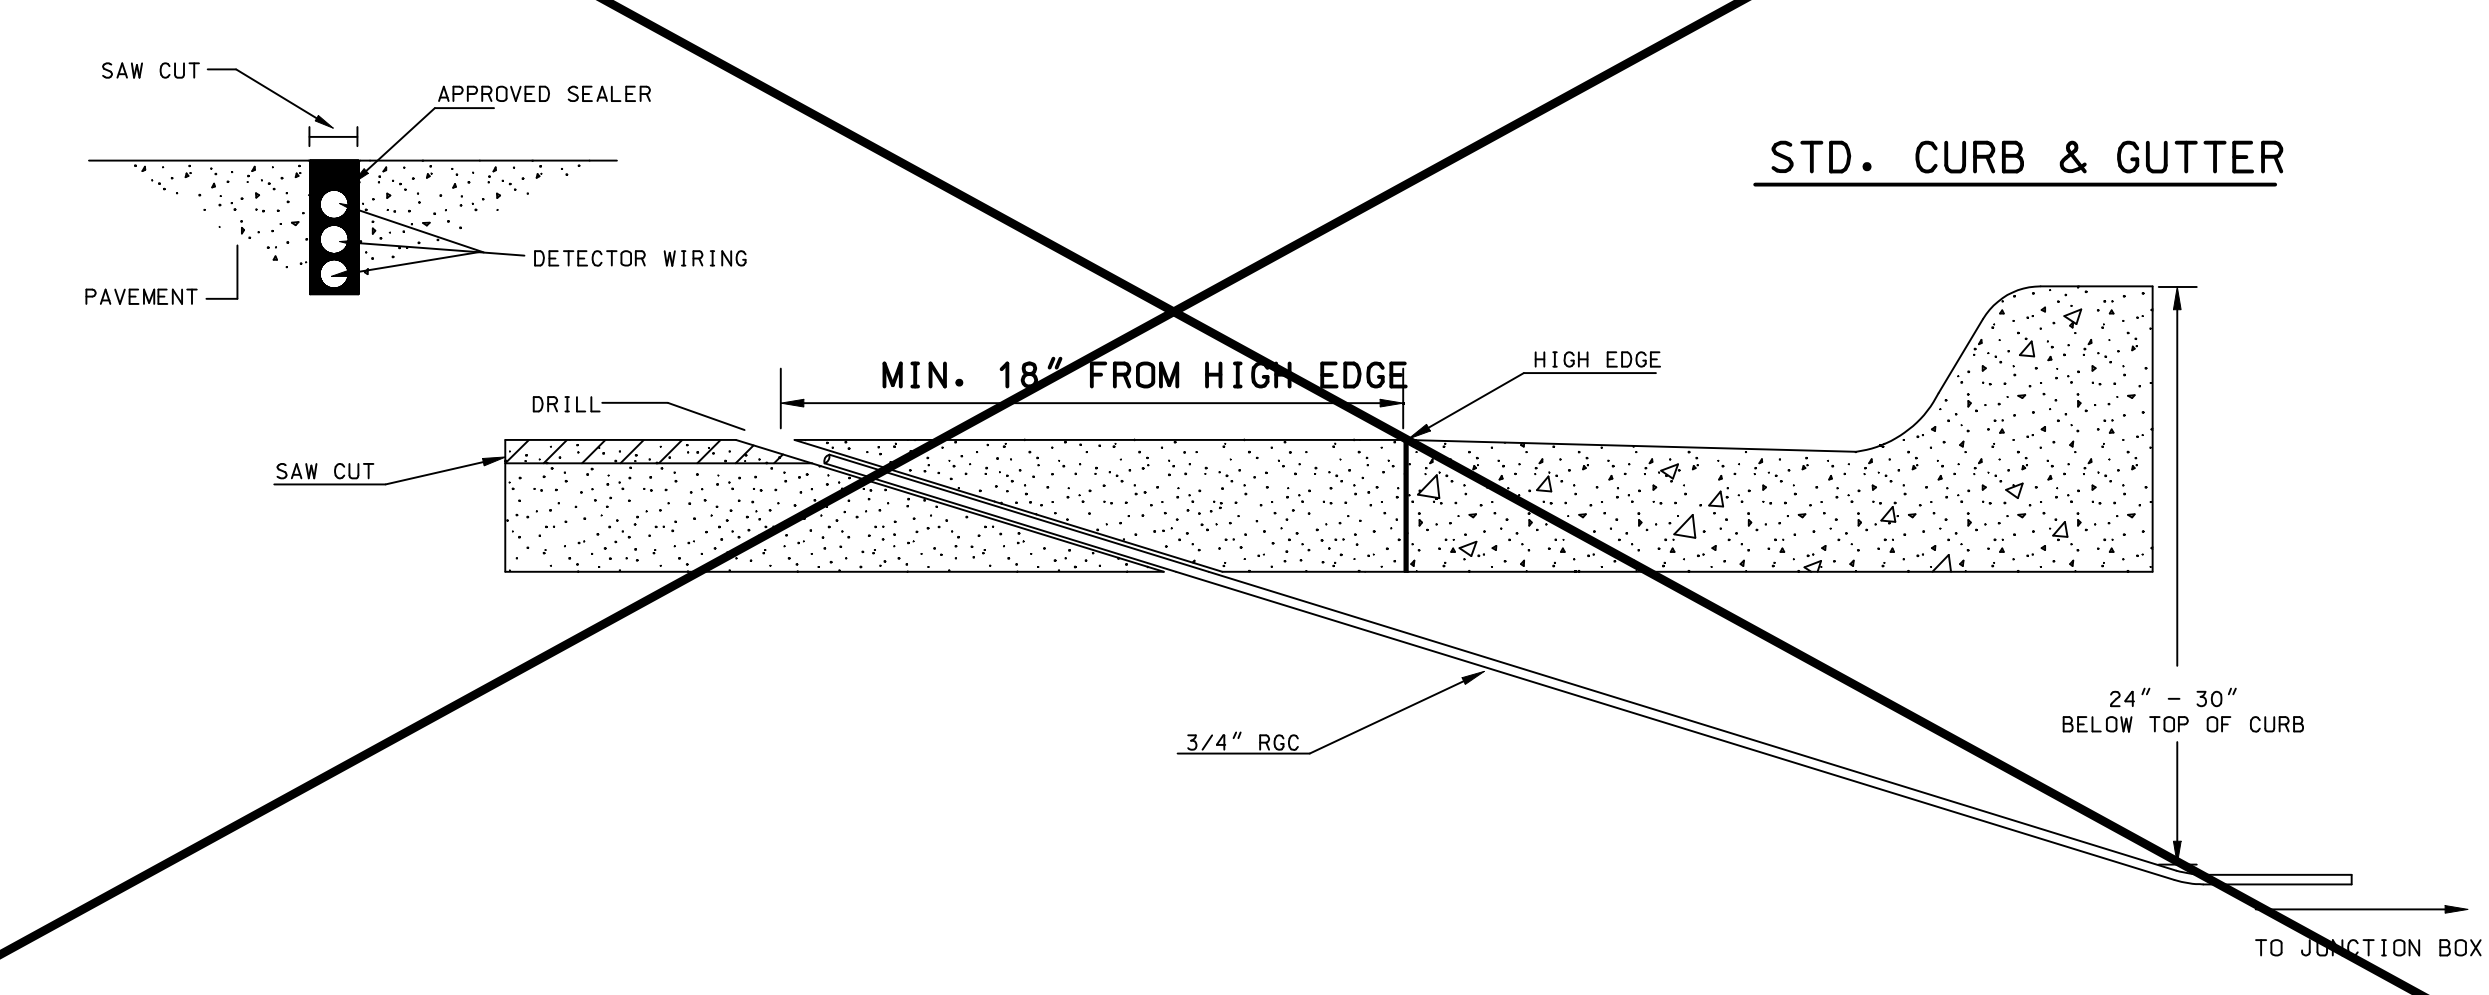 SAW CUT
APPROVED SEALER
STD. CURB & GUTTER
DETECTOR WIRING
PAVEMENT
MIN. 18" FROM HIGH EDGE
HIGH EDGE
DRILL
SAW CUT
24" - 30"
BELOW TOP OF CURB
3/4" RGC
TO JUNCTION BOX